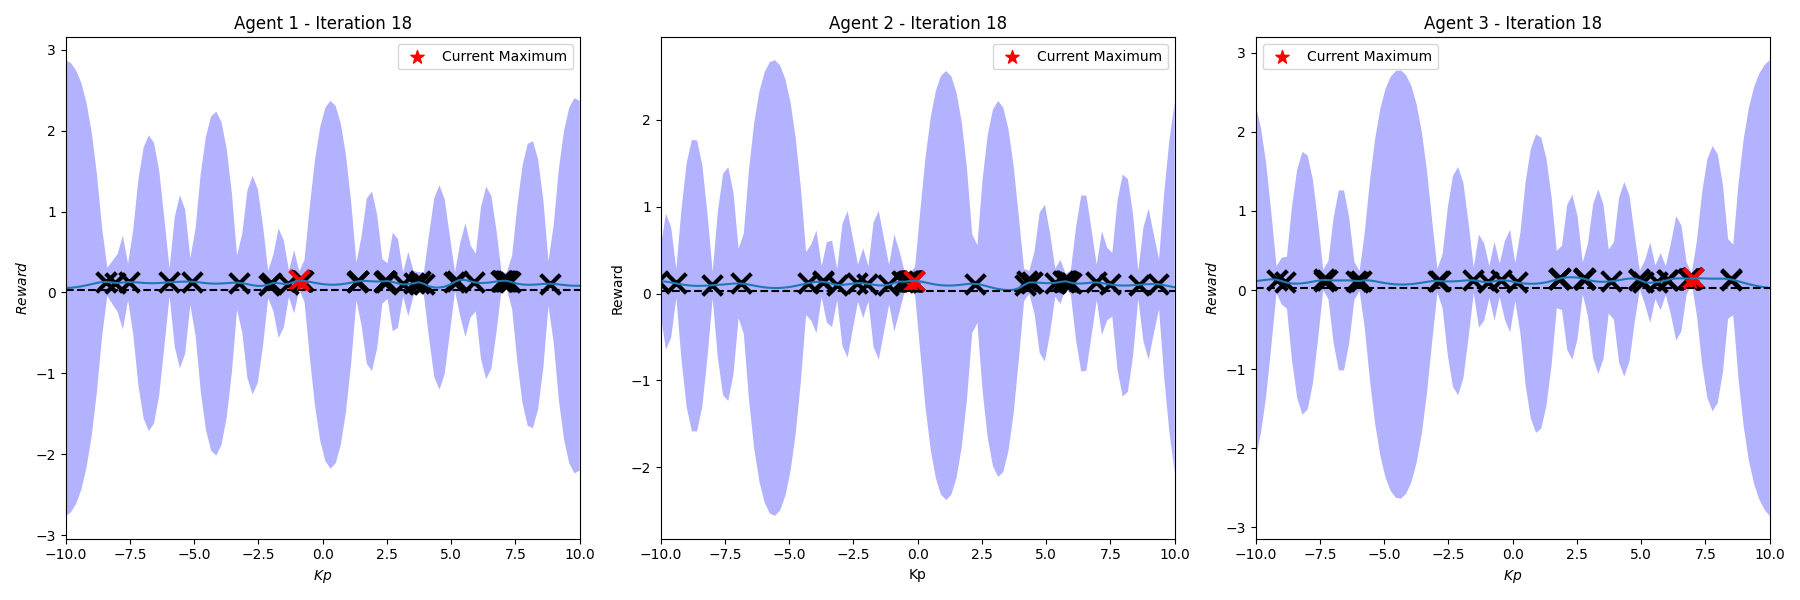 Agent 1 - Iteration 18
Current Maximum
3
2
1
0
−1
−2
−3
Reward
−10.0 −7.5 −5.0 −2.5 0.0 2.5 5.0 7.5 10.0
Kp
Agent 2 - Iteration 18
Current Maximum
2
1
0
−1
−2
Reward
−10.0 −7.5 −5.0 −2.5 0.0 2.5 5.0 7.5 10.0
Kp
Agent 3 - Iteration 18
Current Maximum
3
2
1
0
−1
−2
−3
Reward
−10.0 −7.5 −5.0 −2.5 0.0 2.5 5.0 7.5 10.0
Kp